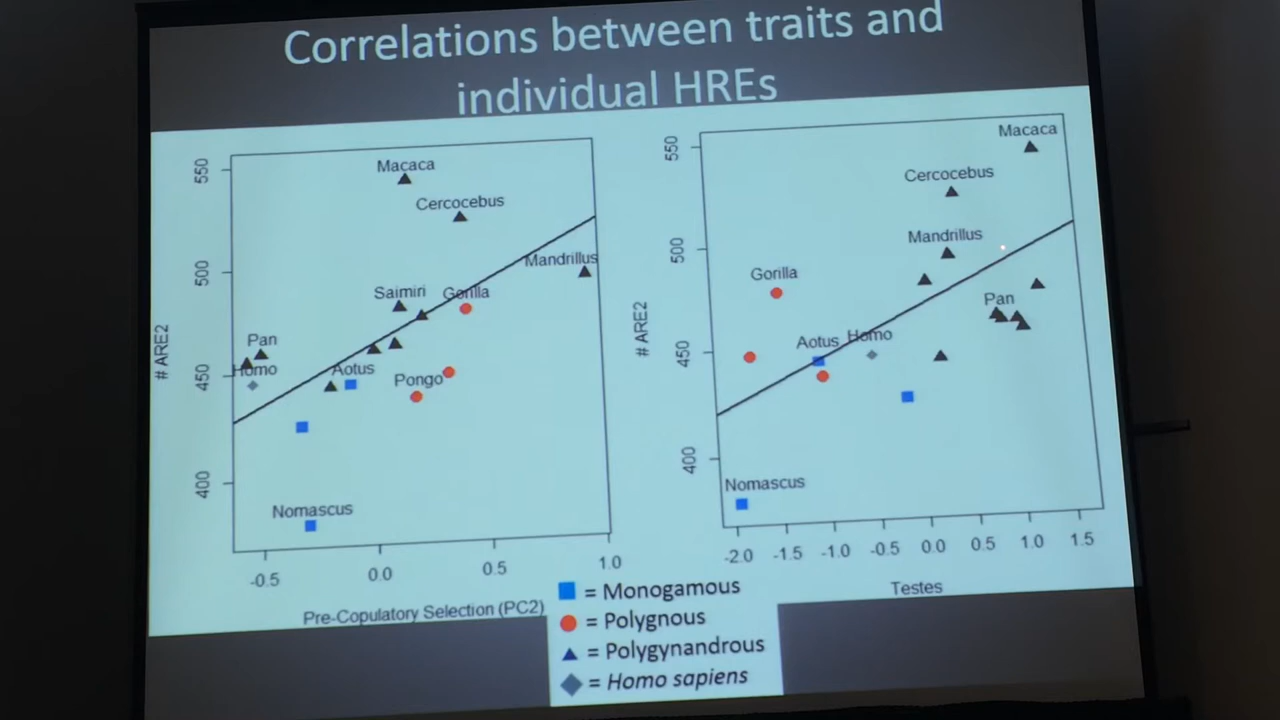 Correlations between traits and
individual HREs
# ARE2
550
500
450
400
Macaca
Cercocebus
Mandrillus
Saimiri
Gorilla
Pan
Homo
Aotus
Pongo
Nomascus
-0.5
0.0
0.5
1.0
Pre-Copulatory Selection (PC2)
# ARE2
550
500
450
400
Macaca
Cercocebus
Mandrillus
Gorilla
Pan
Aotus
Homo
Nomascus
-2.0
-1.5
-1.0
-0.5
0.0
0.5
1.0
1.5
Testes
= Monogamous
= Polygnous
= Polygynandrous
= Homo sapiens